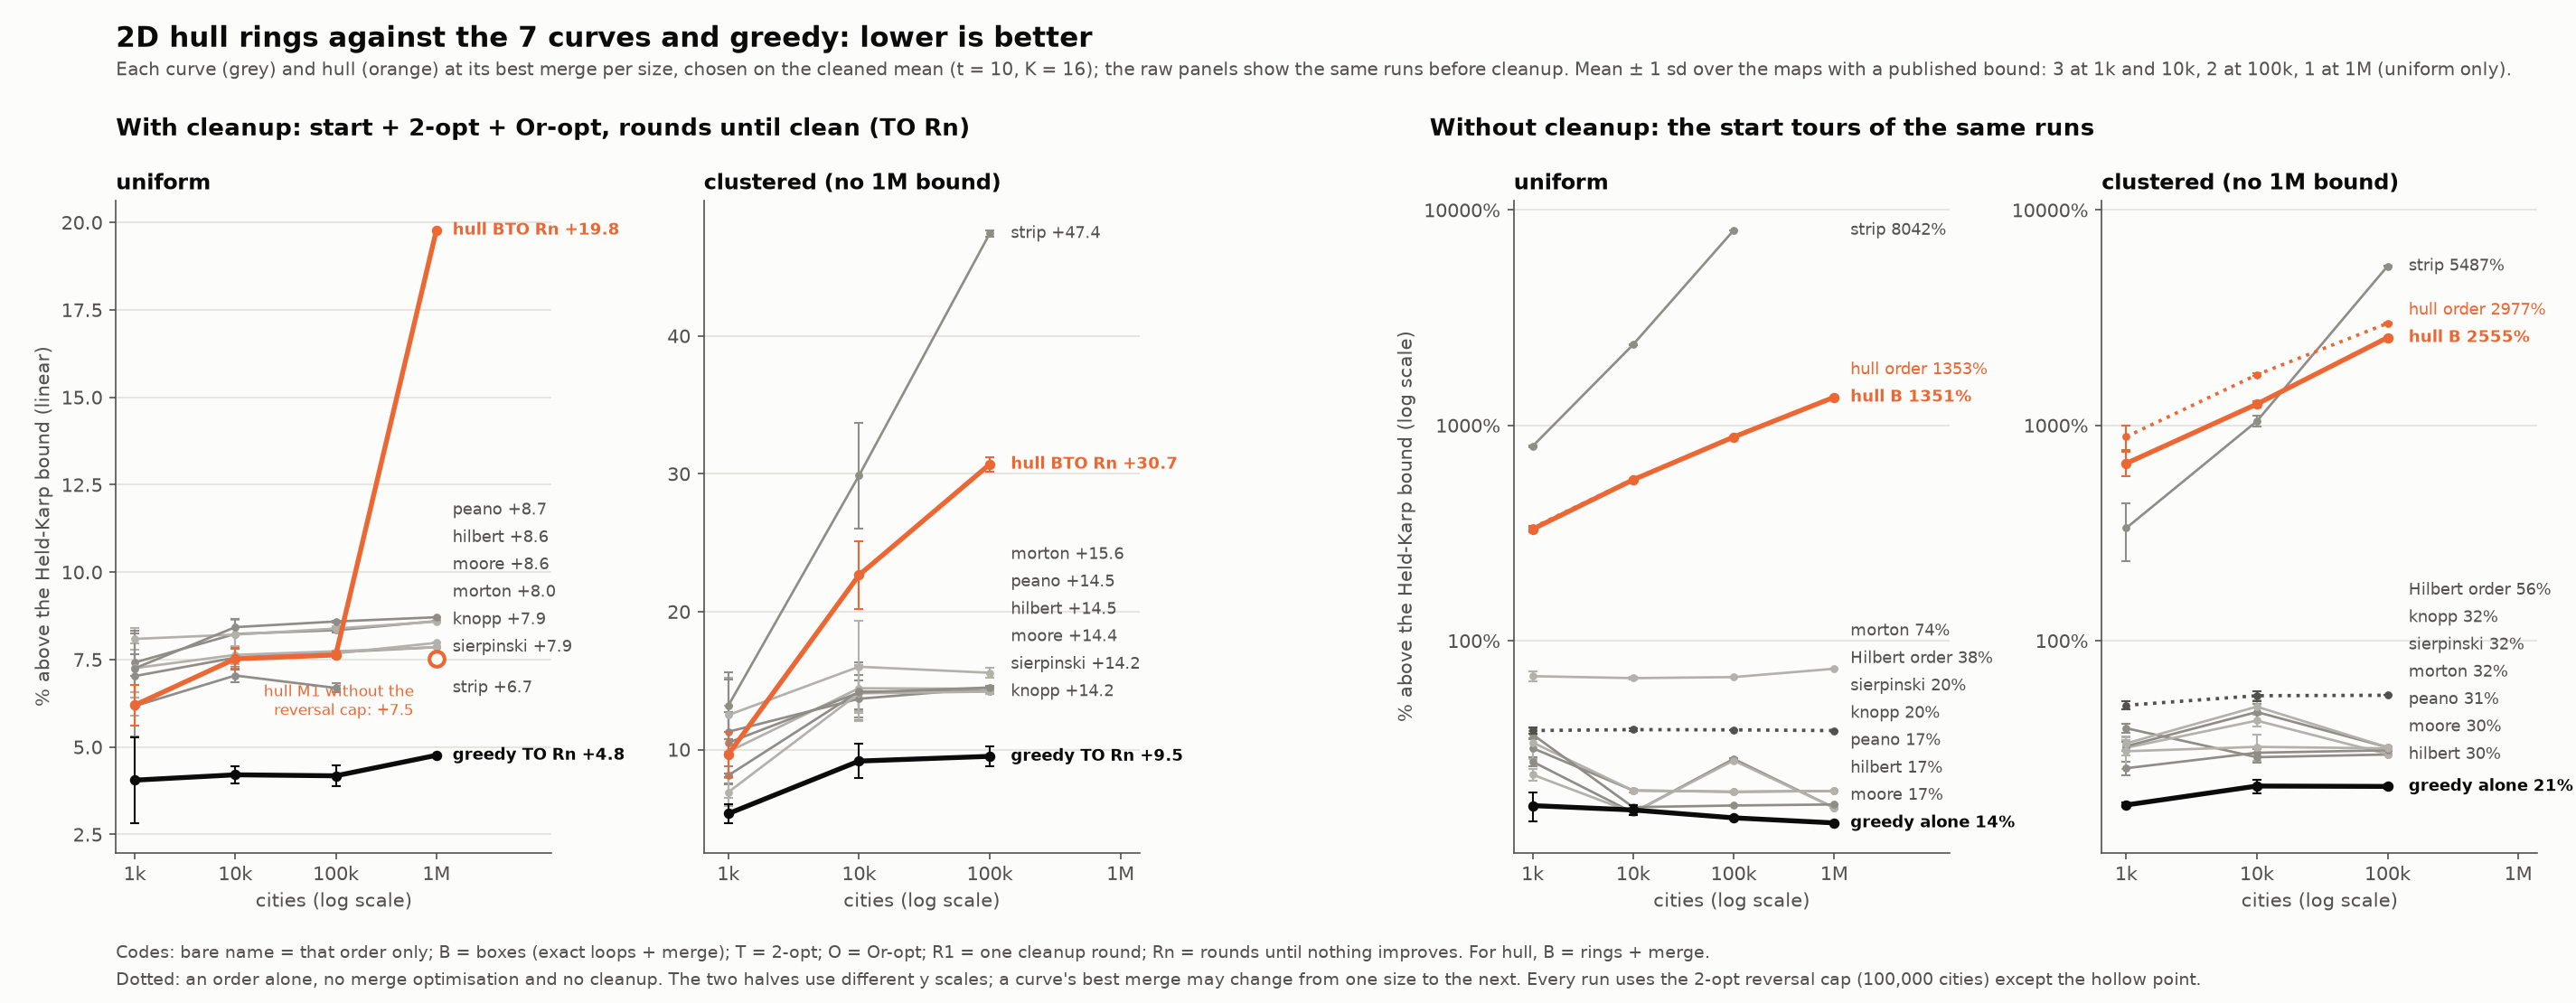 2D hull rings against the 7 curves and greedy: lower is better
Each curve (grey) and hull (orange) at its best merge per size, chosen on the cleaned mean (t = 10, K = 16); the raw panels show the same runs before cleanup. Mean ± 1 sd over the maps with a published bound: 3 at 1k and 10k, 2 at 100k, 1 at 1M (uniform only).
With cleanup: start + 2-opt + Or-opt, rounds until clean (TO Rn)
uniform
% above the Held-Karp bound (linear)
20.0
17.5
15.0
12.5
10.0
7.5
5.0
2.5
hull BTO Rn +19.8
peano +8.7
hilbert +8.6
moore +8.6
morton +8.0
knopp +7.9
sierpinski +7.9
strip +6.7
hull M1 without the
reversal cap: +7.5
greedy TO Rn +4.8
1k
10k
100k
1M
cities (log scale)
clustered (no 1M bound)
40
30
20
10
strip +47.4
hull BTO Rn +30.7
morton +15.6
peano +14.5
hilbert +14.5
moore +14.4
sierpinski +14.2
knopp +14.2
greedy TO Rn +9.5
1k
10k
100k
1M
cities (log scale)
Without cleanup: the start tours of the same runs
uniform
% above the Held-Karp bound (log scale)
10000%
1000%
100%
strip 8042%
hull order 1353%
hull B 1351%
morton 74%
Hilbert order 38%
sierpinski 20%
knopp 20%
peano 17%
hilbert 17%
moore 17%
greedy alone 14%
1k
10k
100k
1M
cities (log scale)
clustered (no 1M bound)
10000%
1000%
100%
strip 5487%
hull order 2977%
hull B 2555%
Hilbert order 56%
knopp 32%
sierpinski 32%
morton 32%
peano 31%
moore 30%
hilbert 30%
greedy alone 21%
1k
10k
100k
1M
cities (log scale)
Codes: bare name = that order only; B = boxes (exact loops + merge); T = 2-opt; O = Or-opt; R1 = one cleanup round; Rn = rounds until nothing improves. For hull, B = rings + merge.
Dotted: an order alone, no merge optimisation and no cleanup. The two halves use different y scales; a curve's best merge may change from one size to the next. Every run uses the 2-opt reversal cap (100,000 cities) except the hollow point.